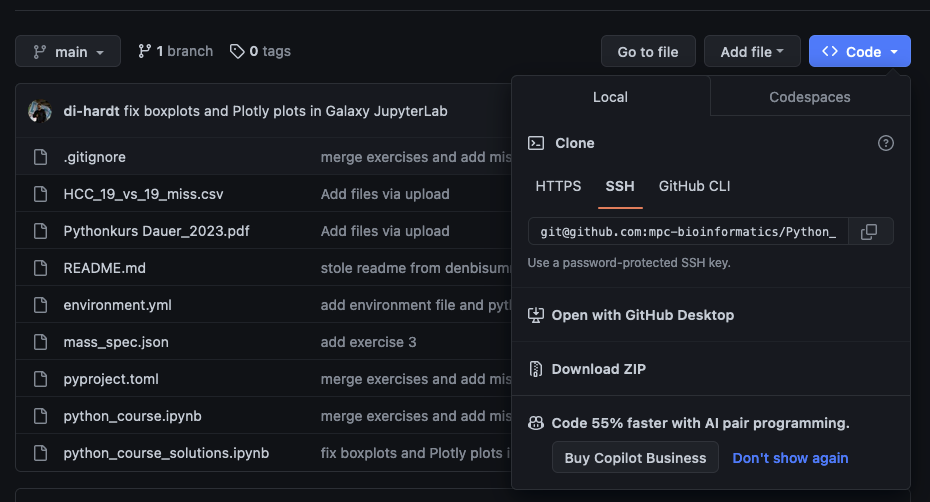 main
1 branch
0 tags
Go to file
Add file
<> Code
di-hardt fix boxplots and Plotly plots in Galaxy JupyterLab
.gitignore merge exercises and add mis
HCC_19_vs_19_miss.csv Add files via upload
Pythonkurs Dauer_2023.pdf Add files via upload
README.md stole readme from denbisum
environment.yml add environment file and pyth
mass_spec.json add exercise 3
pyproject.toml merge exercises and add mis
python_course.ipynb merge exercises and add mis
python_course_solutions.ipynb fix boxplots and Plotly plots i
Local
Codespaces
Clone
HTTPS SSH GitHub CLI
git@github.com:mpc-bioinformatics/Python_
Use a password-protected SSH key.
Open with GitHub Desktop
Download ZIP
Code 55% faster with AI pair programming.
Buy Copilot Business
Don't show again